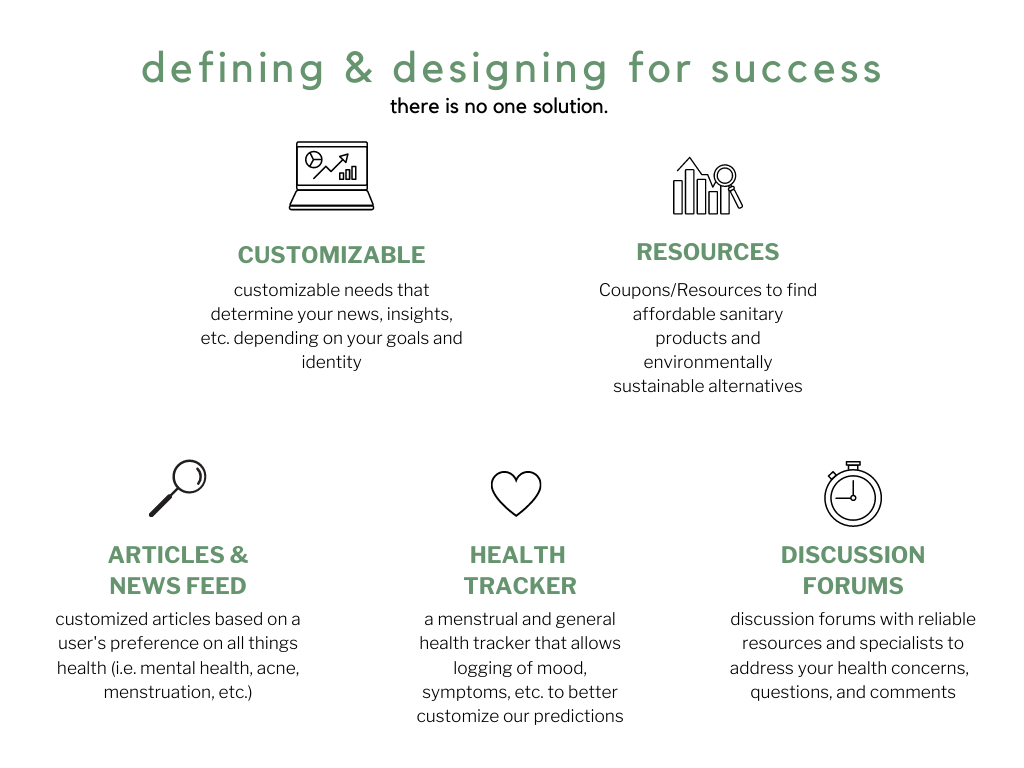 defining & designing for success
there is no one solution.
CUSTOMIZABLE
customizable needs that
determine your news, insights,
etc. depending on your goals and
identity
RESOURCES
Coupons/Resources to find
affordable sanitary
products and
environmentally
sustainable alternatives
ARTICLES &
NEWS FEED
customized articles based on a
user's preference on all things
health (i.e. mental health, acne,
menstruation, etc.)
HEALTH
TRACKER
a menstrual and general
health tracker that allows
logging of mood,
symptoms, etc. to better
customize our predictions
DISCUSSION
FORUMS
discussion forums with reliable
resources and specialists to
address your health concerns,
questions, and comments